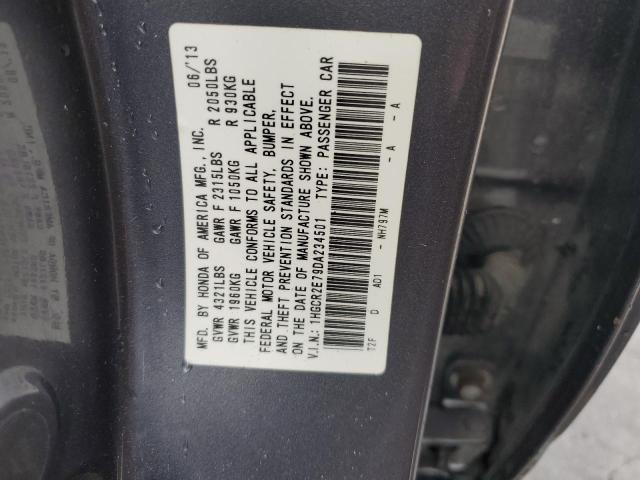 MFD. BY HONDA OF AMERICA MFG., INC. 06/'13
GVWR 4321LBS GAWR F 2315LBS R 2050LBS
GVWR 1960KG GAWR F 1050KG R 930KG
THIS VEHICLE CONFORMS TO ALL APPLICABLE
FEDERAL MOTOR VEHICLE SAFETY, BUMPER,
AND THEFT PREVENTION STANDARDS IN EFFECT
ON THE DATE OF MANUFACTURE SHOWN ABOVE.
V.I.N.: 1HGCR2E79DA234501 TYPE: PASSENGER CAR
T2F D AD1 - NH797M - A - A